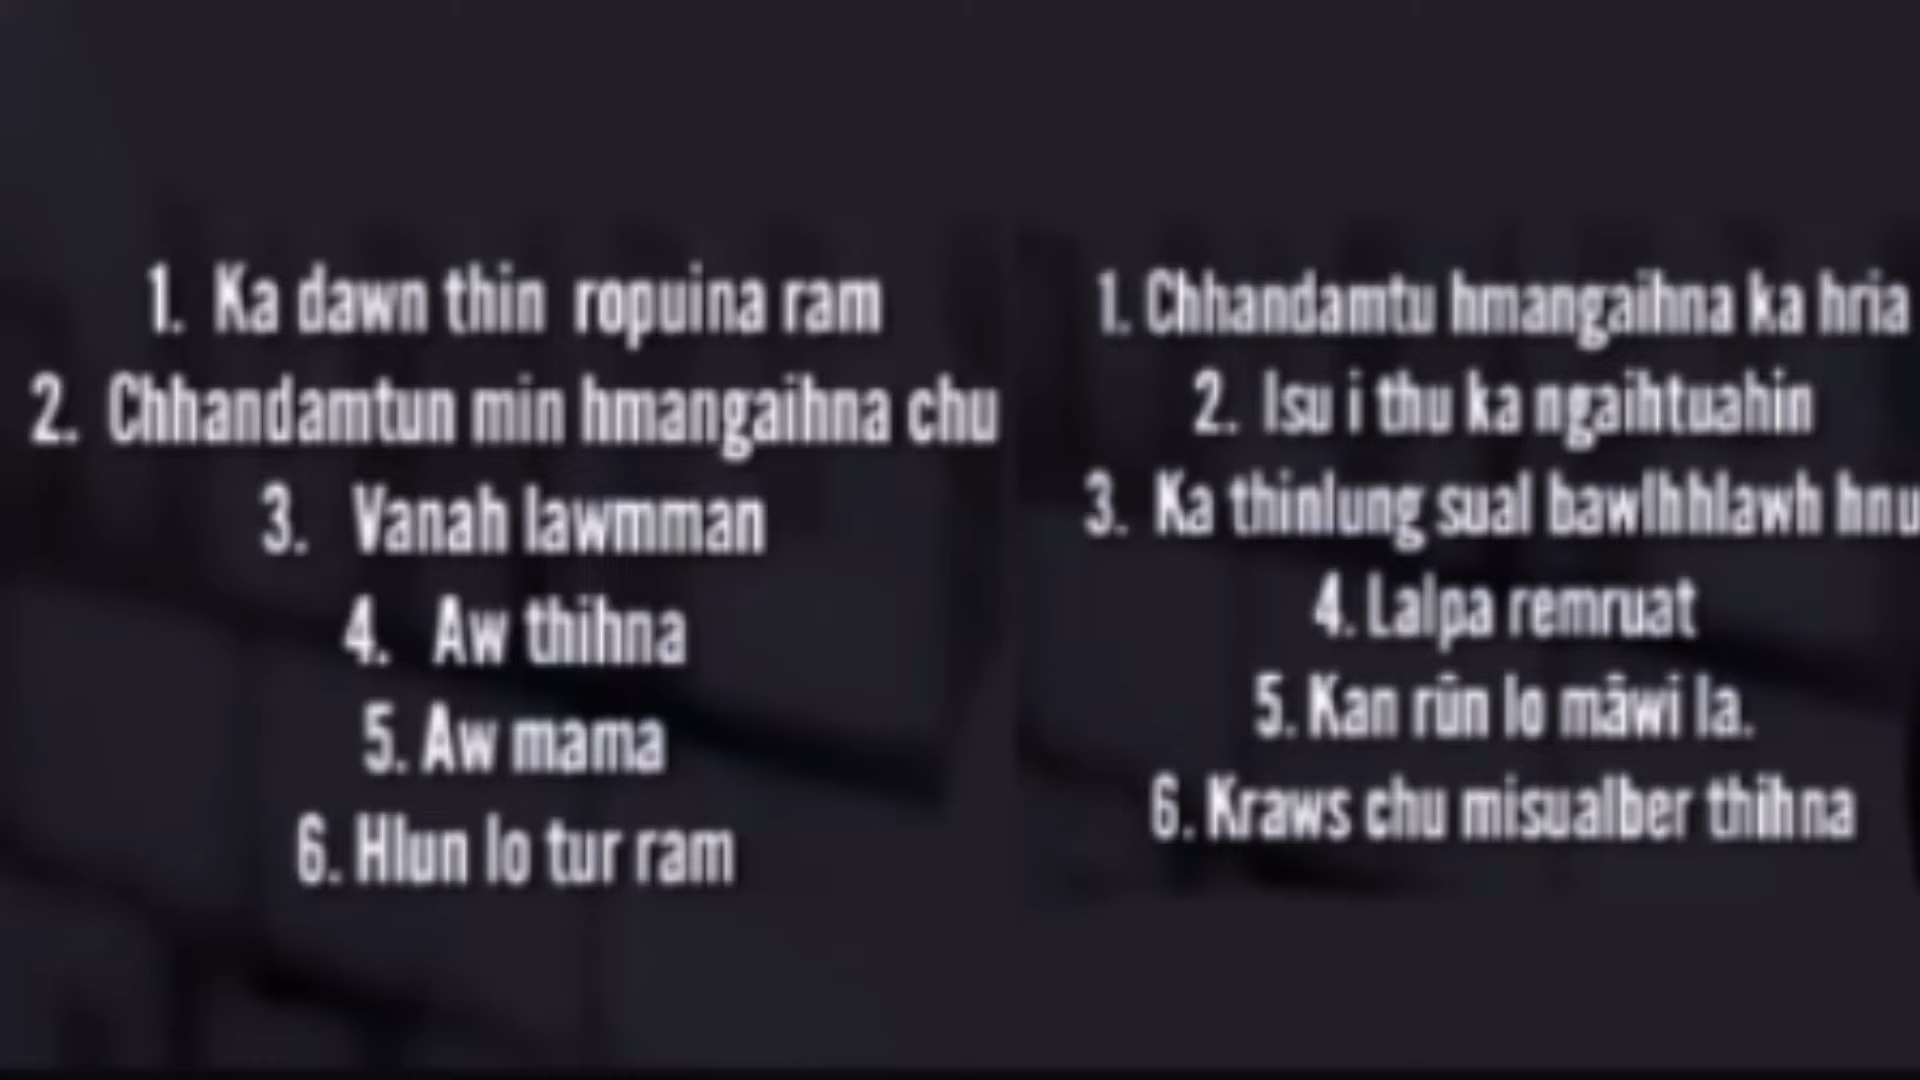 1. Ka dawn thin ropuina ram
2. Chhandamtun min hmangaihna chu
3. Vanah lawmman
4. Aw thihna
5. Aw mama
6. Hlun lo tur ram
1. Chhandamtu hmangaihna ka hria
2. Isu i thu ka ngaihtuahin
3. Ka thinlung sual bawlhhlawh hnu
4. Lalpa remruat
5. Kan rūn lo māwi la.
6. Kraws chu misualber thihna